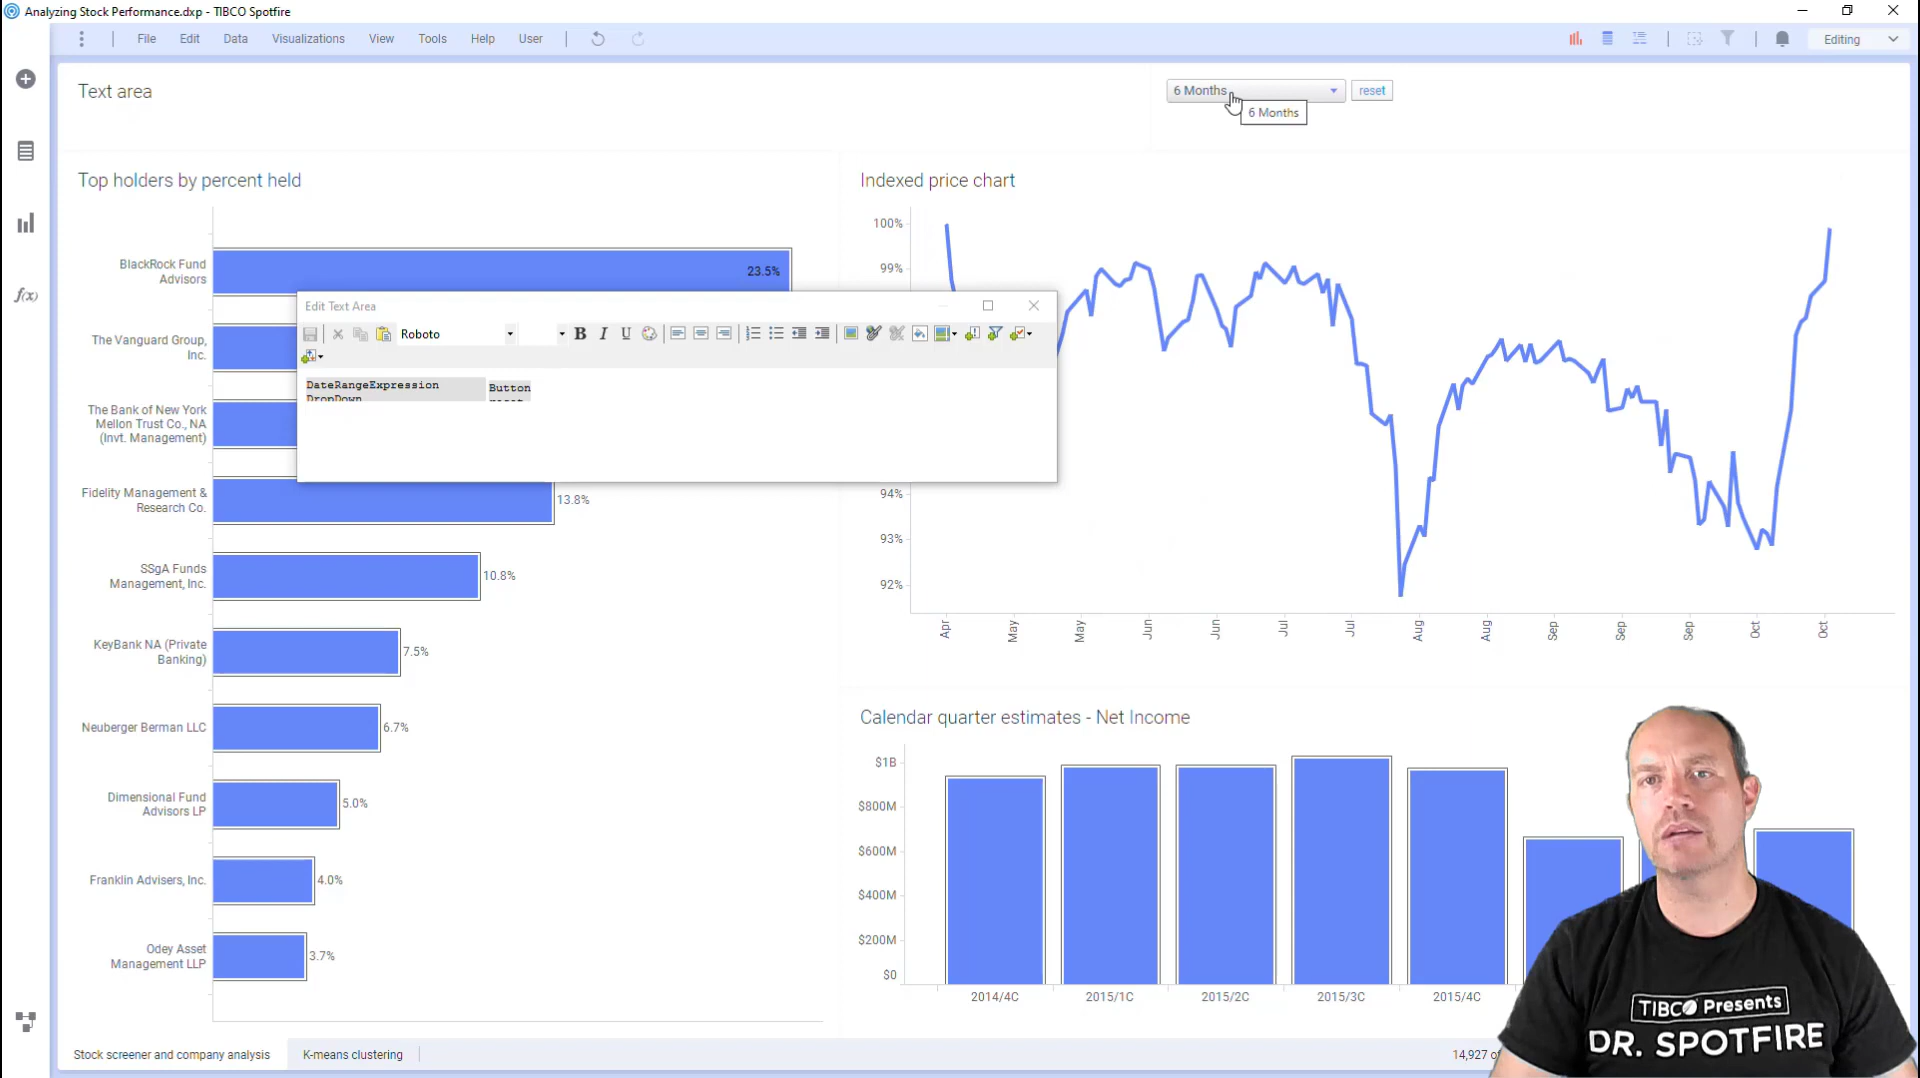 Analyzing Stock Performance.dxp - TIBCO Spotfire
File Edit Data Visualizations View Tools Help User
Editing
Text area
6 Months
reset
6 Months
Top holders by percent held
BlackRock Fund
Advisors
23.5%
The Vanguard Group,
Inc.
The Bank of New York
Mellon Trust Co., NA
(Invt. Management)
Fidelity Management &
Research Co.
13.8%
SSgA Funds
Management, Inc.
10.8%
KeyBank NA (Private
Banking)
7.5%
Neuberger Berman LLC
6.7%
Dimensional Fund
Advisors LP
5.0%
Franklin Advisers, Inc.
4.0%
Odey Asset
Management LLP
3.7%
Edit Text Area
Roboto
B I U
DateRangeExpression
DropDown
Button
Indexed price chart
100%
99%
94%
93%
92%
Apr May May Jun Jun Jul Jul Aug Aug Sep Sep Sep Oct Oct
Calendar quarter estimates - Net Income
$1B
$800M
$600M
$400M
$200M
$0
2014/4C 2015/1C 2015/2C 2015/3C 2015/4C
f(x)
Stock screener and company analysis
K-means clustering
14,927
TIBCO Presents
DR. SPOTFIRE